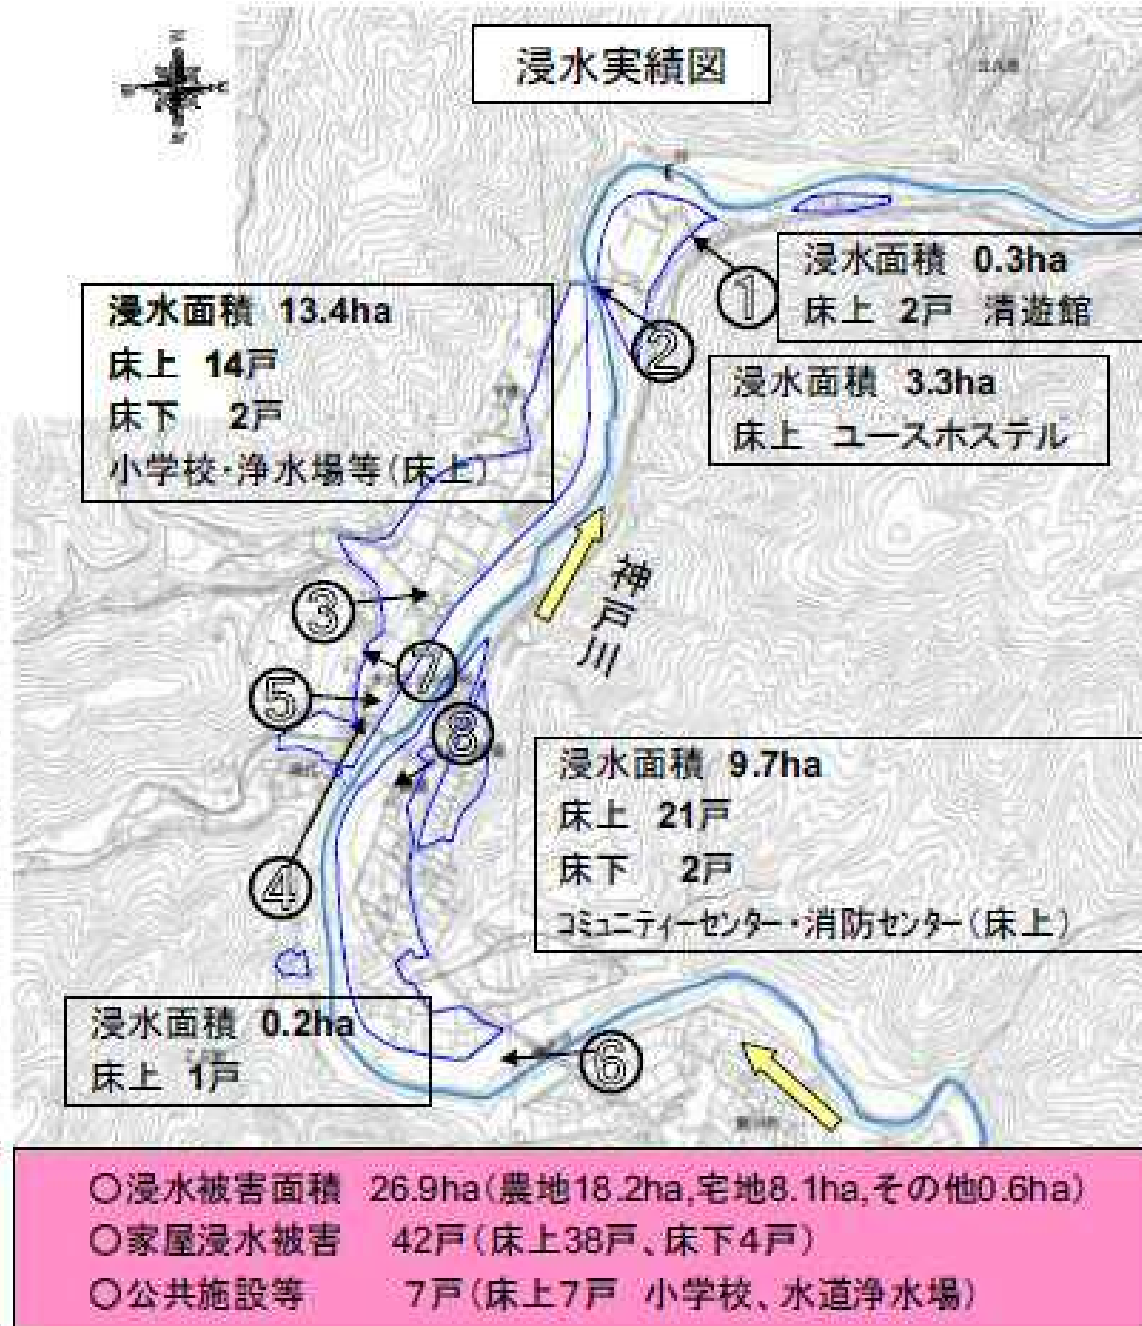 浸水実績図
浸水面積 0.3ha
床上 2戸 清遊館
①
浸水面積 13.4ha
床上 14戸
床下 2戸
小学校・浄水場等(床上)
②
浸水面積 3.3ha
床上 ユースホステル
神戸川
③
⑦
⑤
⑧
浸水面積 9.7ha
床上 21戸
床下 2戸
コミュニティーセンター・消防センター(床上)
④
浸水面積 0.2ha
床上 1戸
⑥
○浸水被害面積 26.9ha(農地18.2ha,宅地8.1ha,その他0.6ha)
○家屋浸水被害 42戸(床上38戸、床下4戸)
○公共施設等 7戸(床上7戸 小学校、水道浄水場)